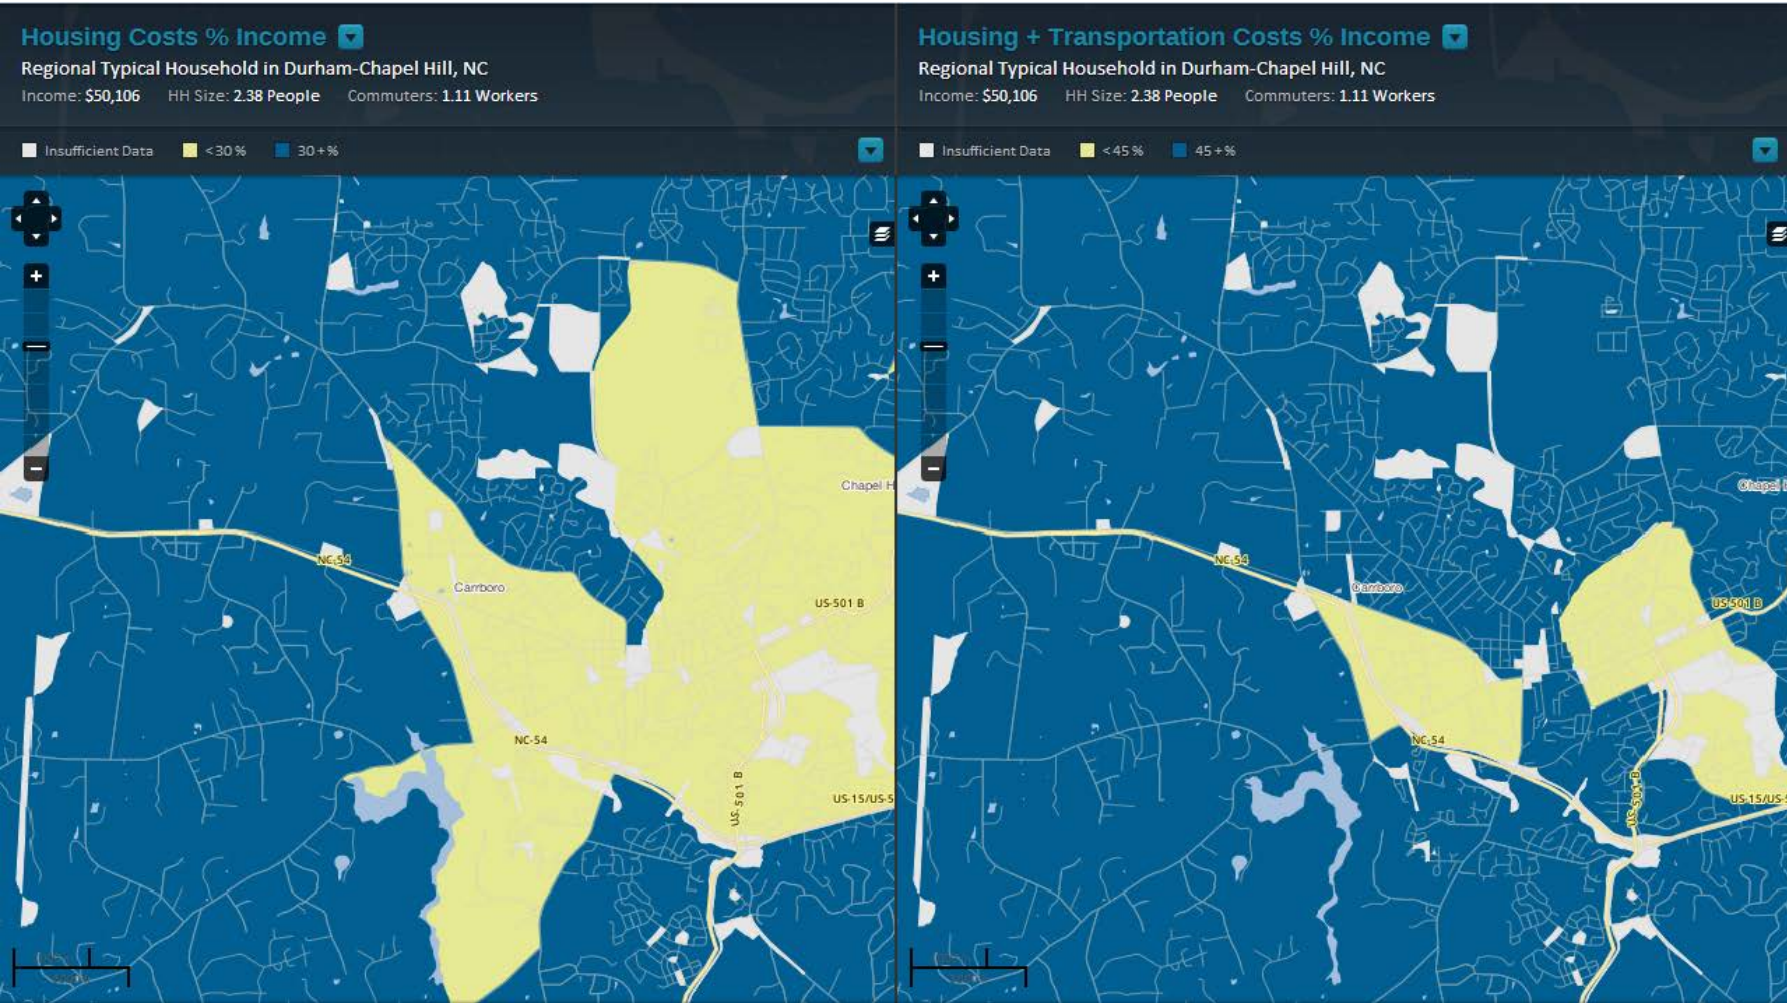 Housing Costs % Income
Regional Typical Household in Durham-Chapel Hill, NC
Income: $50,106 HH Size: 2.38 People Commuters: 1.11 Workers
Insufficient Data <30% 30+%
Chapel H
NC-54
Carrboro
US-501 B
NC-54
US-501 B
US-15/US-5
Housing + Transportation Costs % Income
Regional Typical Household in Durham-Chapel Hill, NC
Income: $50,106 HH Size: 2.38 People Commuters: 1.11 Workers
Insufficient Data <45% 45+%
Chapel
NC-54
Carrboro
US-501 B
NC-54
US-501 B
US-15/US-5